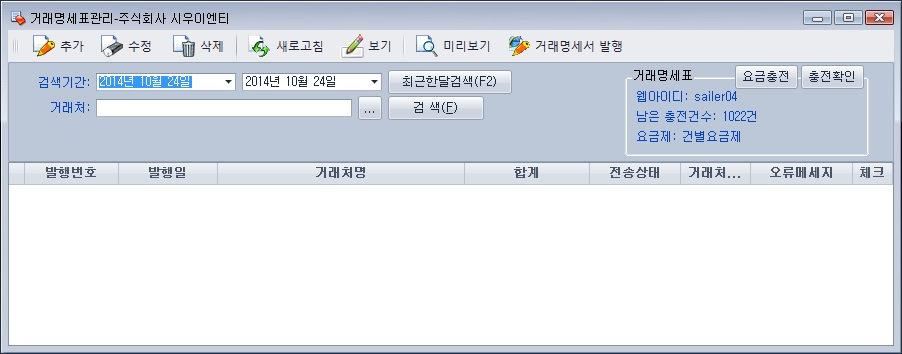 거래명세표관리-주식회사 시우이엔티
추가 수정 삭제 새로고침 보기 미리보기 거래명세서 발행
검색기간: 2014년 10월 24일 2014년 10월 24일 최근한달검색(F2)
거래처: ... 검 색(F)
거래명세표 요금충전 충전확인
웹아이디: sailer04
남은 충전건수: 1022건
요금제: 건별요금제
발행번호 발행일 거래처명 합계 전송상태 거래처... 오류메세지 체크